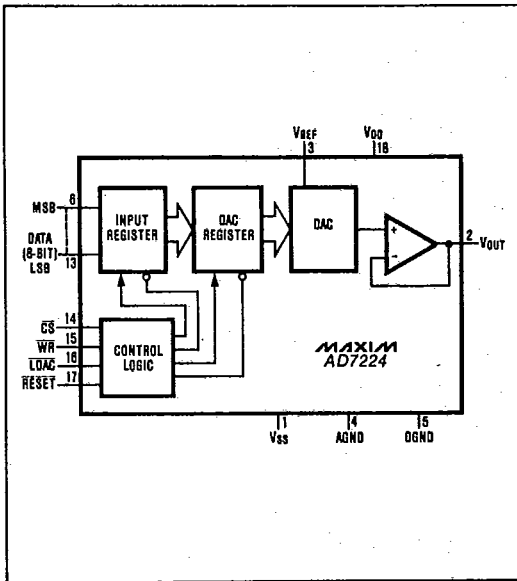 VREF
3
VDD
18
MSB
6
INPUT
REGISTER
DAC
REGISTER
DAC
+
−
2
VOUT
DATA
(8-BIT)
LSB
13
CS
14
WR
15
LDAC
16
RESET
17
CONTROL
LOGIC
MAXIM
AD7224
1
VSS
4
AGND
5
DGND